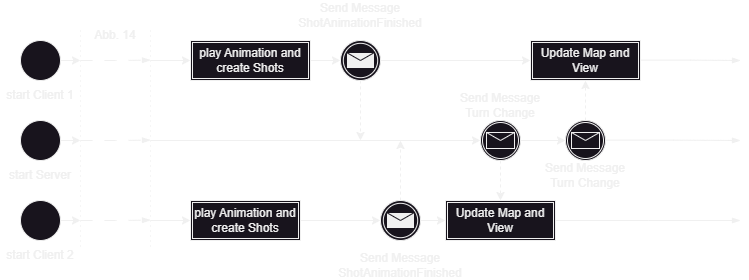 Send Message
ShotAnimationFinished
Abb. 14
play Animation and
create Shots
Update Map and
View
start Client 1
Send Message
Turn Change
start Server
Send Message
Turn Change
play Animation and
create Shots
Update Map and
View
start Client 2
Send Message
ShotAnimationFinished